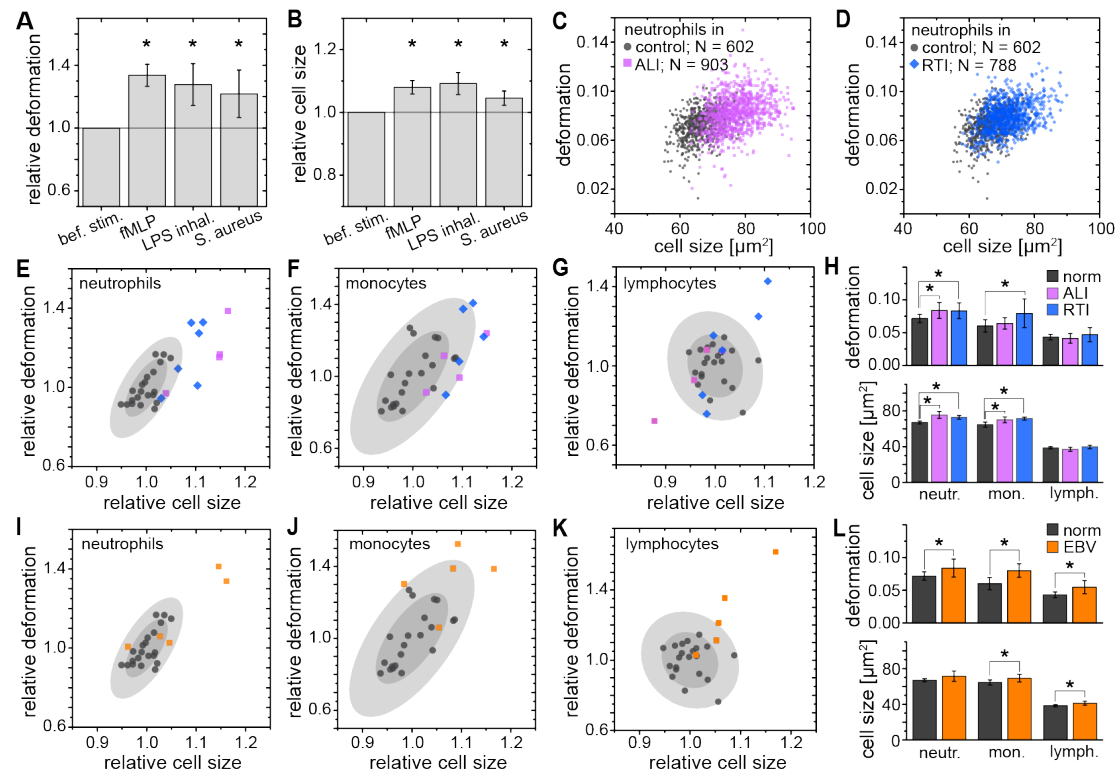 A
relative deformation
1.4
1.0
0.6
*
*
*
bef. stim.
fMLP
LPS inhal.
S. aureus
B
relative cell size
1.2
1.0
0.8
*
*
*
bef. stim.
fMLP
LPS inhal.
S. aureus
C
deformation
0.14
0.10
0.06
0.02
neutrophils in
control; N = 602
ALI; N = 903
40
60
80
100
cell size [µm²]
D
deformation
0.14
0.10
0.06
0.02
neutrophils in
control; N = 602
RTI; N = 788
40
60
80
100
cell size [µm²]
E
relative deformation
1.4
1.0
0.6
neutrophils
0.9
1.0
1.1
1.2
relative cell size
F
relative deformation
1.4
1.0
0.6
monocytes
0.9
1.0
1.1
1.2
relative cell size
G
relative deformation
1.4
1.0
0.6
lymphocytes
0.9
1.0
1.1
1.2
relative cell size
H
deformation
0.10
0.05
0.00
norm
ALI
RTI
*
*
*
cell size [µm²]
80
40
0
*
*
*
*
neutr.
mon.
lymph.
I
relative deformation
1.4
1.0
0.6
neutrophils
0.9
1.0
1.1
1.2
relative cell size
J
relative deformation
1.4
1.0
0.6
monocytes
0.9
1.0
1.1
1.2
relative cell size
K
relative deformation
1.4
1.0
0.6
lymphocytes
0.9
1.0
1.1
1.2
relative cell size
L
deformation
0.10
0.05
0.00
norm
EBV
*
*
*
cell size [µm²]
80
40
0
*
*
neutr.
mon.
lymph.